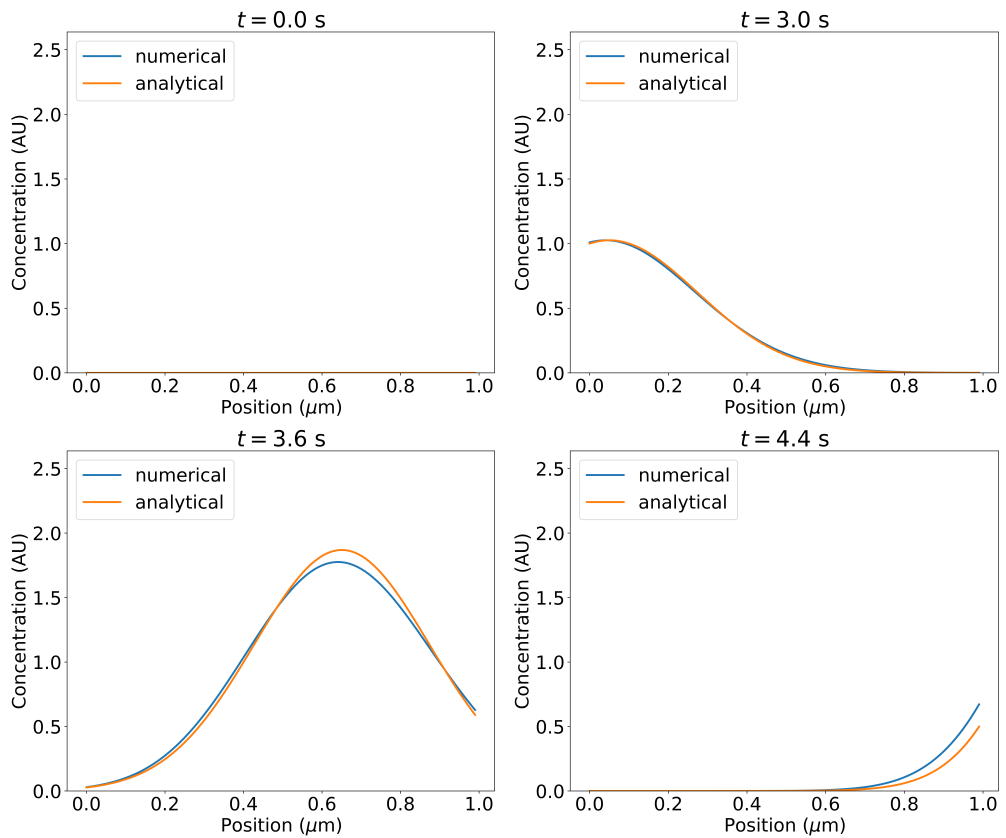 t = 0.0 s
2.5
2.0
1.5
1.0
0.5
0.0
Concentration (AU)
numerical
analytical
0.0 0.2 0.4 0.6 0.8 1.0
Position (μm)
t = 3.0 s
2.5
2.0
1.5
1.0
0.5
0.0
Concentration (AU)
numerical
analytical
0.0 0.2 0.4 0.6 0.8 1.0
Position (μm)
t = 3.6 s
2.5
2.0
1.5
1.0
0.5
0.0
Concentration (AU)
numerical
analytical
0.0 0.2 0.4 0.6 0.8 1.0
Position (μm)
t = 4.4 s
2.5
2.0
1.5
1.0
0.5
0.0
Concentration (AU)
numerical
analytical
0.0 0.2 0.4 0.6 0.8 1.0
Position (μm)